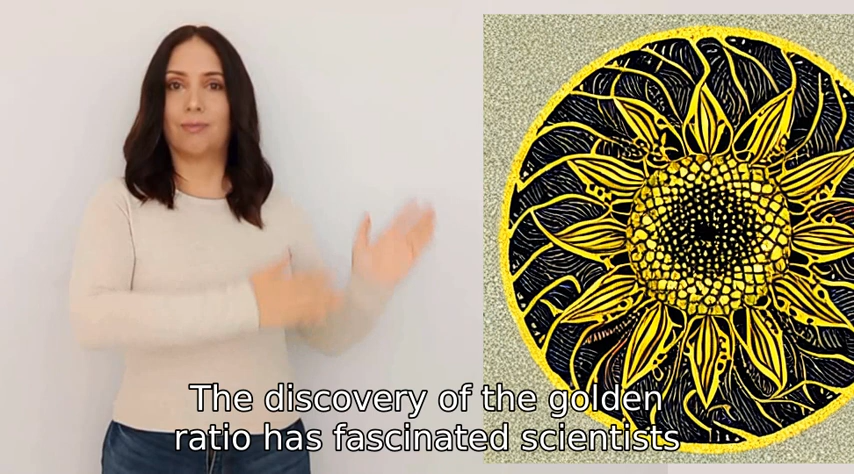 The discovery of the golden
ratio has fascinated scientists